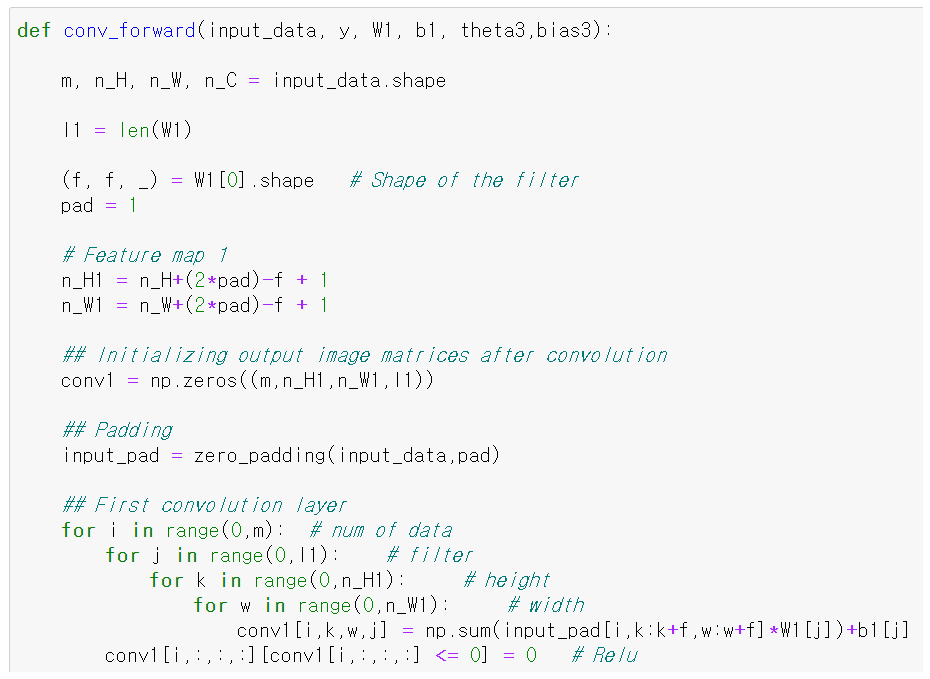 def conv_forward(input_data, y, W1, b1, theta3,bias3):
    m, n_H, n_W, n_C = input_data.shape
    l1 = len(W1)
    (f, f, _) = W1[0].shape   # Shape of the filter
    pad = 1
    # Feature map 1
    n_H1 = n_H+(2*pad)-f + 1
    n_W1 = n_W+(2*pad)-f + 1
    ## Initializing output image matrices after convolution
    conv1 = np.zeros((m,n_H1,n_W1,l1))
    ## Padding
    input_pad = zero_padding(input_data,pad)
    ## First convolution layer
    for i in range(0,m):  # num of data
        for j in range(0,l1):    # filter
            for k in range(0,n_H1):     # height
                for w in range(0,n_W1):     # width
                    conv1[i,k,w,j] = np.sum(input_pad[i,k:k+f,w:w+f]*W1[j])+b1[j]
        conv1[i,:,:,:][conv1[i,:,:,:] <= 0] = 0   # Relu